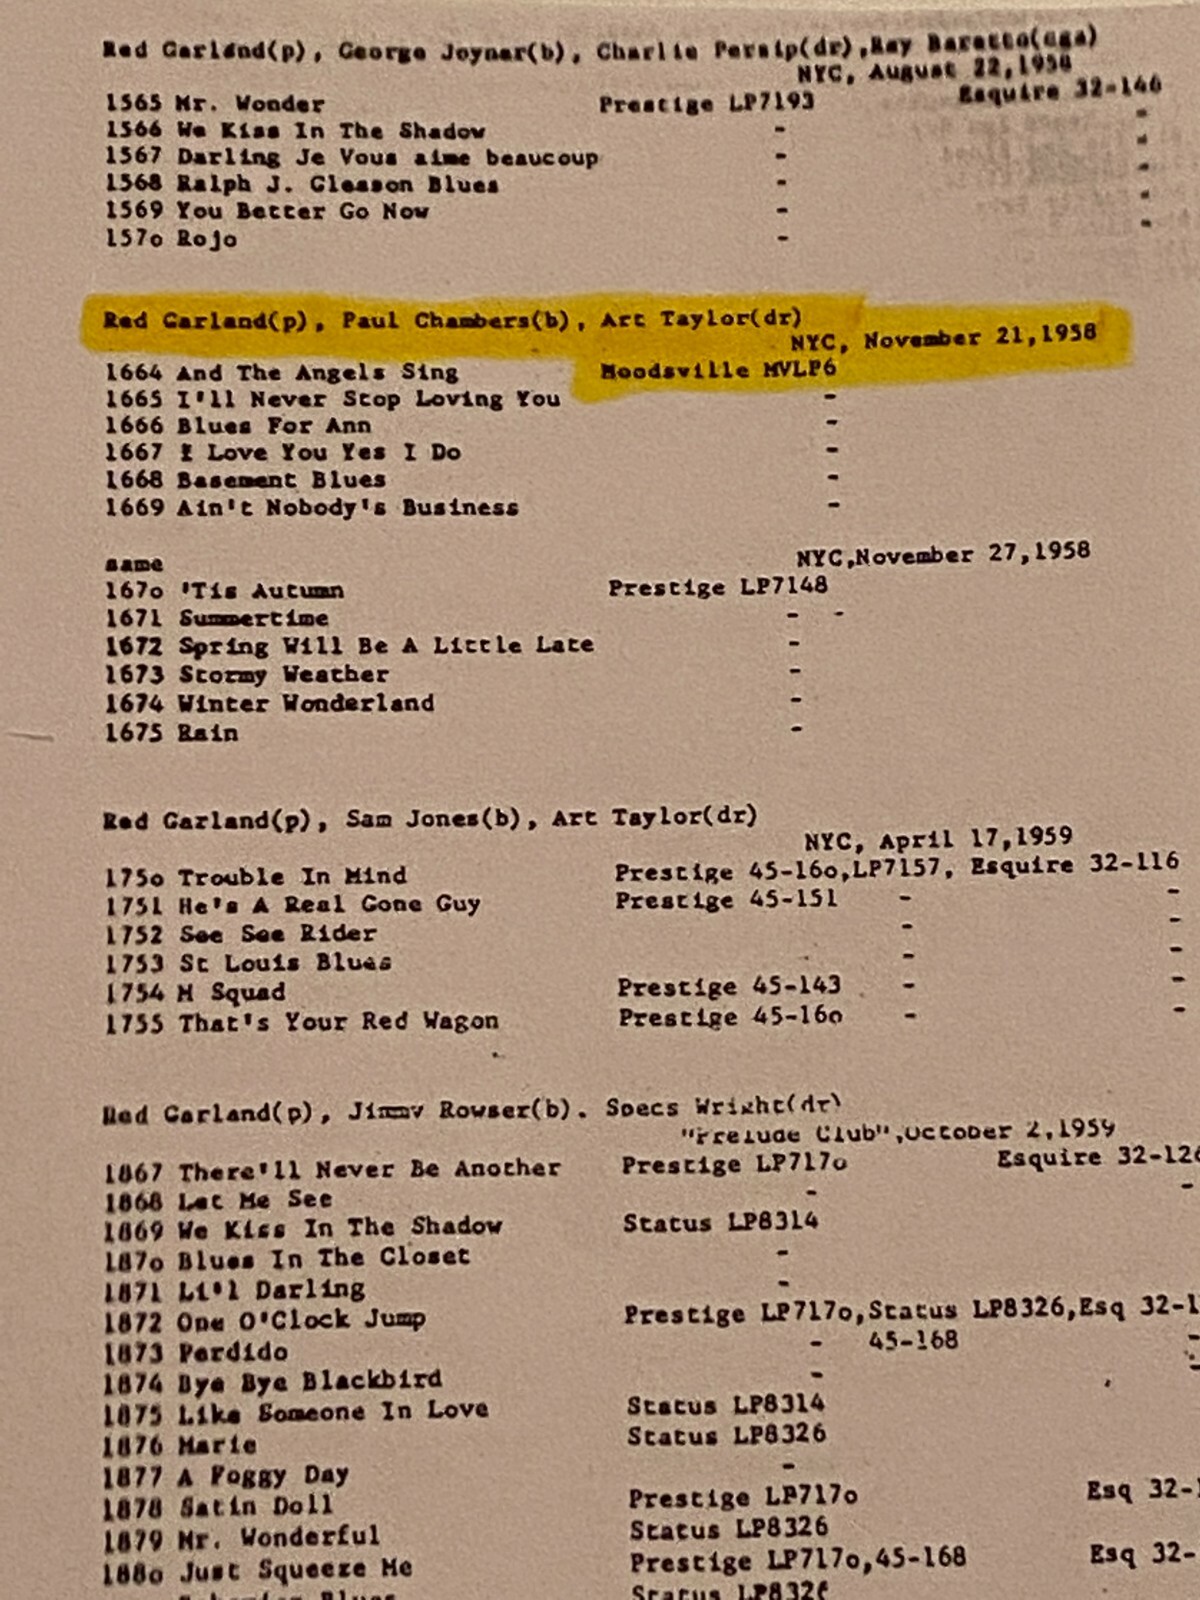 Red Garland(p), George Joyner(b), Charlie Persip(dr),Ray Baretto(cga)
NYC, August 22,1958
1565 Mr. Wonder Prestige LP7193 Esquire 32-146
1566 We Kiss In The Shadow - -
1567 Darling Je Vous aime beaucoup - -
1568 Ralph J. Gleason Blues - -
1569 You Better Go Now - -
157o Rojo - -
Red Garland(p), Paul Chambers(b), Art Taylor(dr)
NYC, November 21,1958
1664 And The Angels Sing Moodsville MVLP6
1665 I'll Never Stop Loving You -
1666 Blues For Ann -
1667 I Love You Yes I Do -
1668 Basement Blues -
1669 Ain't Nobody's Business -
same NYC,November 27,1958
167o 'Tis Autumn Prestige LP7148
1671 Summertime - -
1672 Spring Will Be A Little Late -
1673 Stormy Weather -
1674 Winter Wonderland -
1675 Rain -
Red Garland(p), Sam Jones(b), Art Taylor(dr)
NYC, April 17,1959
175o Trouble In Mind Prestige 45-16o,LP7157, Esquire 32-116
1751 He's A Real Gone Guy Prestige 45-151 - -
1752 See See Rider - -
1753 St Louis Blues - -
1754 M Squad Prestige 45-143 - -
1755 That's Your Red Wagon Prestige 45-16o - -
Red Garland(p), Jimmy Rowser(b). Specs Wright(dr)
"Prelude Club",October 2,1959
1867 There'll Never Be Another Prestige LP717o Esquire 32-126
1868 Let Me See - -
1869 We Kiss In The Shadow Status LP8314
187o Blues In The Closet -
1871 Li'l Darling -
1872 One O'Clock Jump Prestige LP717o,Status LP8326,Esq 32-1
1873 Perdido - 45-168 -
1874 Bye Bye Blackbird - -
1875 Like Someone In Love Status LP8314
1876 Marie Status LP8326
1877 A Foggy Day -
1878 Satin Doll Prestige LP717o Esq 32-1
1879 Mr. Wonderful Status LP8326
188o Just Squeeze Me Prestige LP717o,45-168 Esq 32-
Blues Status LP8326